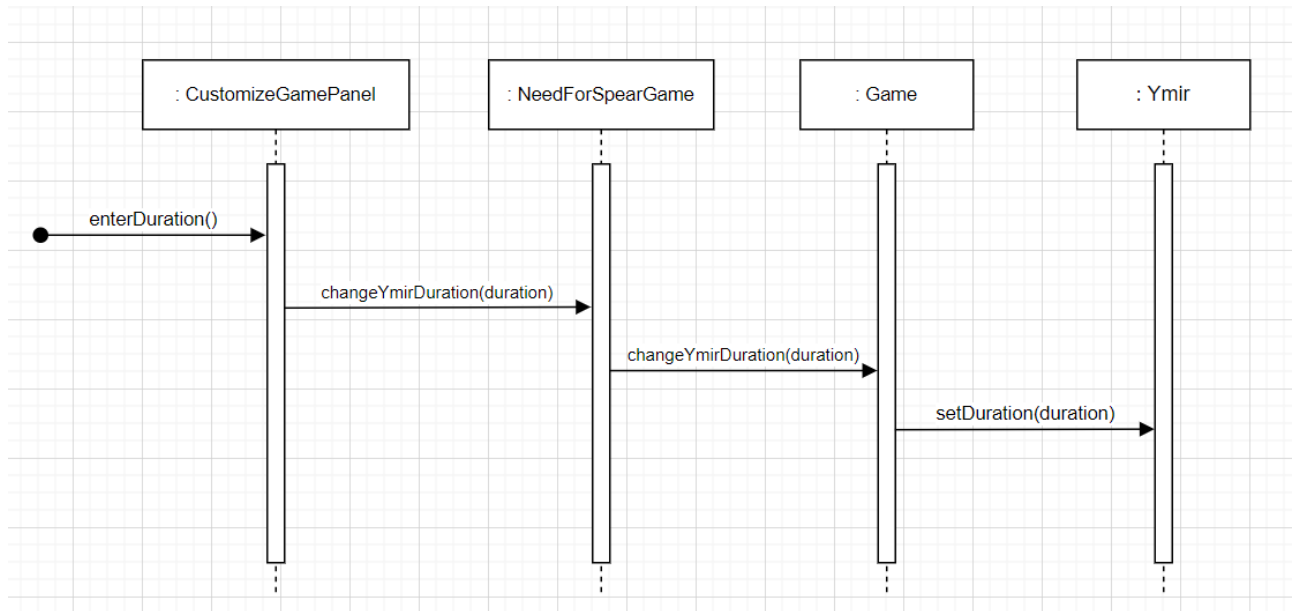 : CustomizeGamePanel
: NeedForSpearGame
: Game
: Ymir
enterDuration()
changeYmirDuration(duration)
changeYmirDuration(duration)
setDuration(duration)